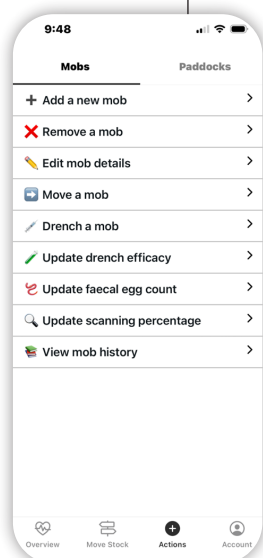 9:48
Mobs Paddocks
Add a new mob
Remove a mob
Edit mob details
Move a mob
Drench a mob
Update drench efficacy
Update faecal egg count
Update scanning percentage
View mob history
Overview Move Stock Actions Account